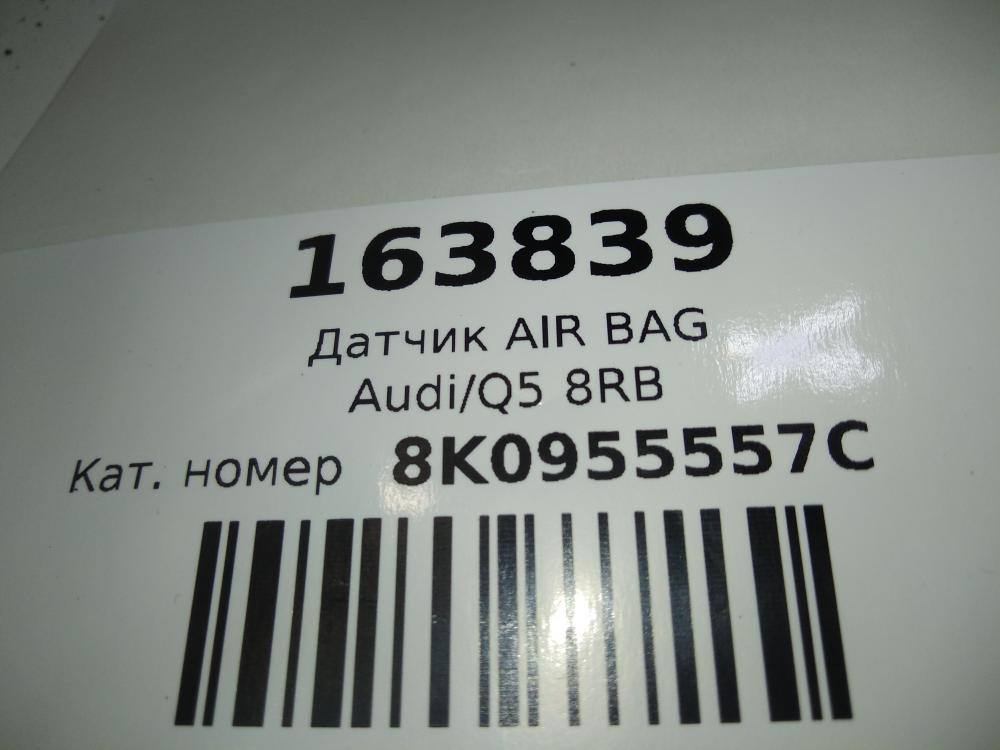 163839
Датчик AIR BAG
Audi/Q5 8RB
Кат. номер 8K0955557C